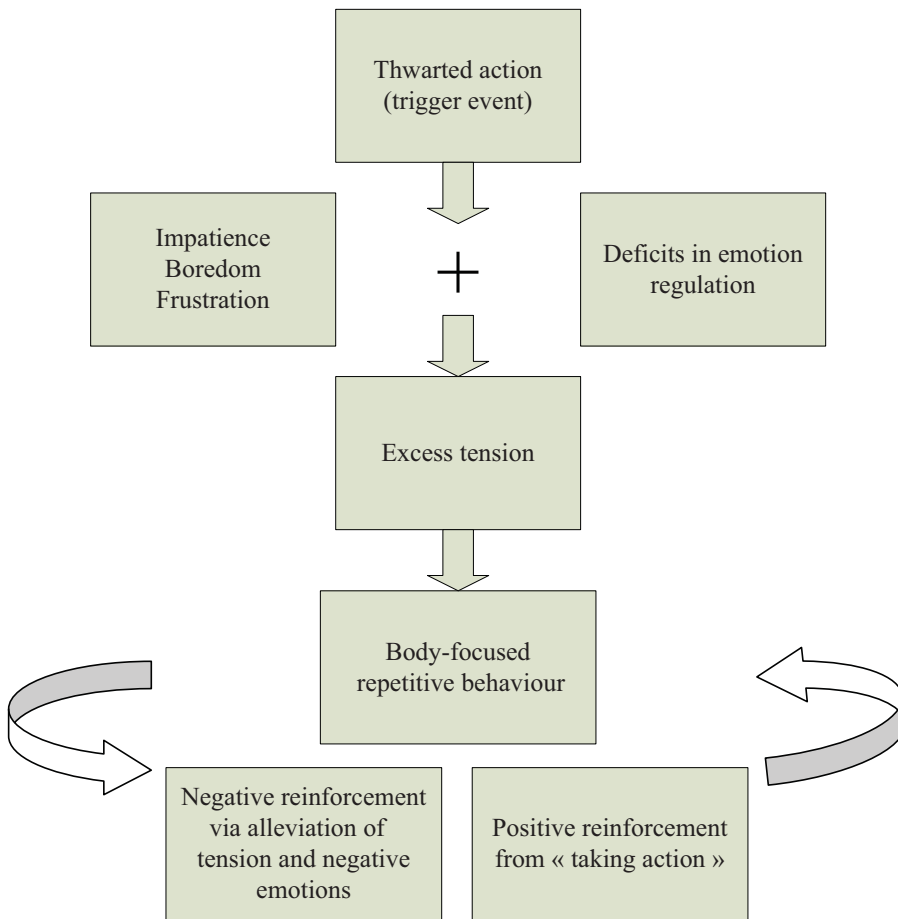 Thwarted action
(trigger event)
Impatience
Boredom
Frustration
+
Deficits in emotion
regulation
Excess tension
Body-focused
repetitive behaviour
Negative reinforcement
via alleviation of
tension and negative
emotions
Positive reinforcement
from « taking action »